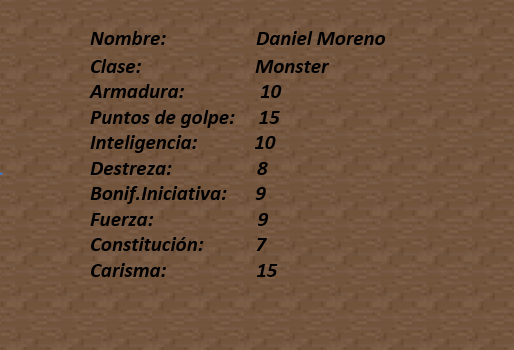 Nombre: Daniel Moreno
Clase: Monster
Armadura: 10
Puntos de golpe: 15
Inteligencia: 10
Destreza: 8
Bonif.Iniciativa: 9
Fuerza: 9
Constitución: 7
Carisma: 15